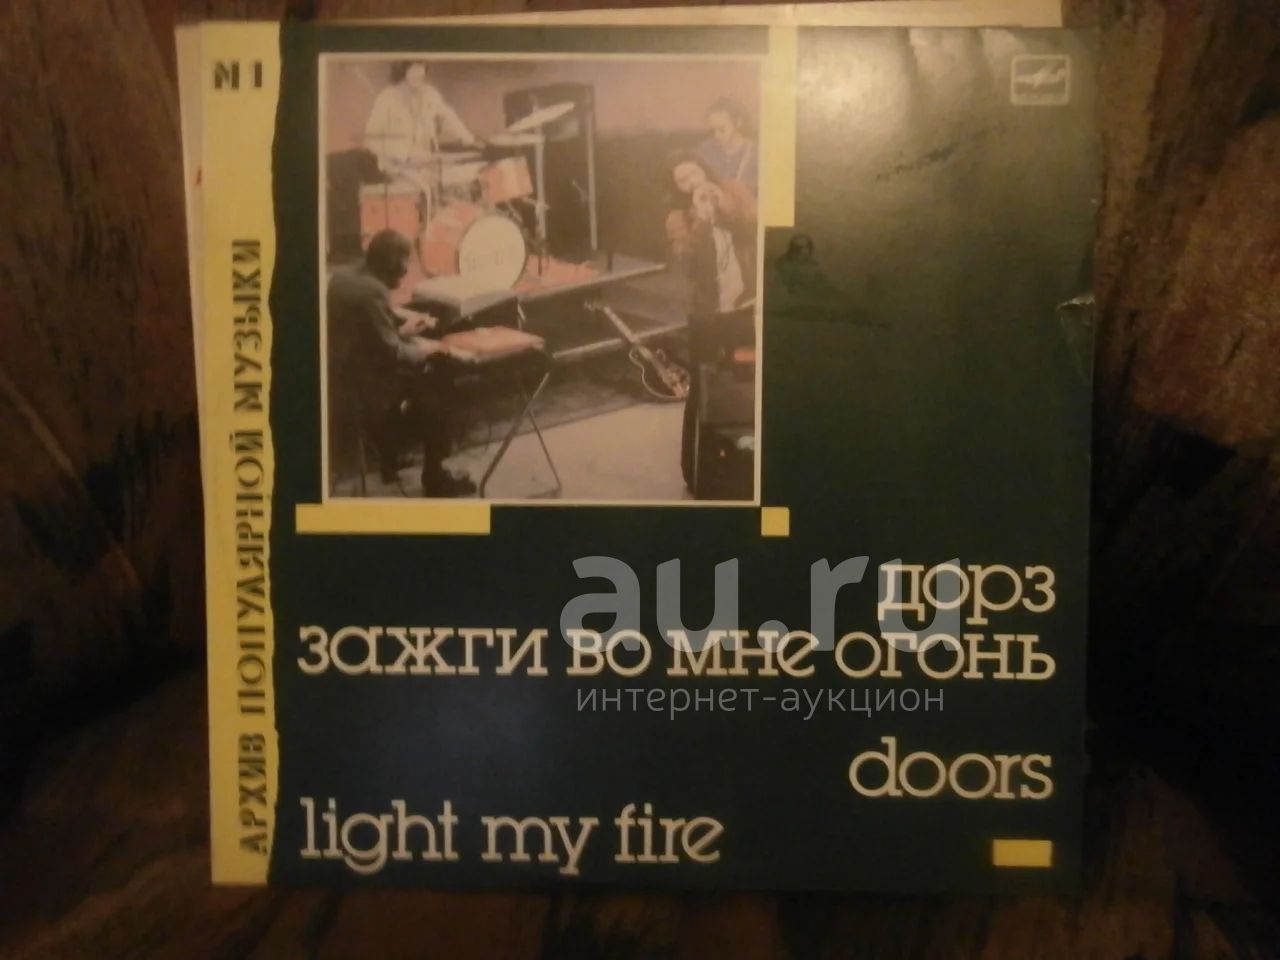 №1
АРХИВ ПОПУЛЯРНОЙ МУЗЫКИ
дорз
зажги во мне огонь
doors
light my fire
au.ru
интернет-аукцион